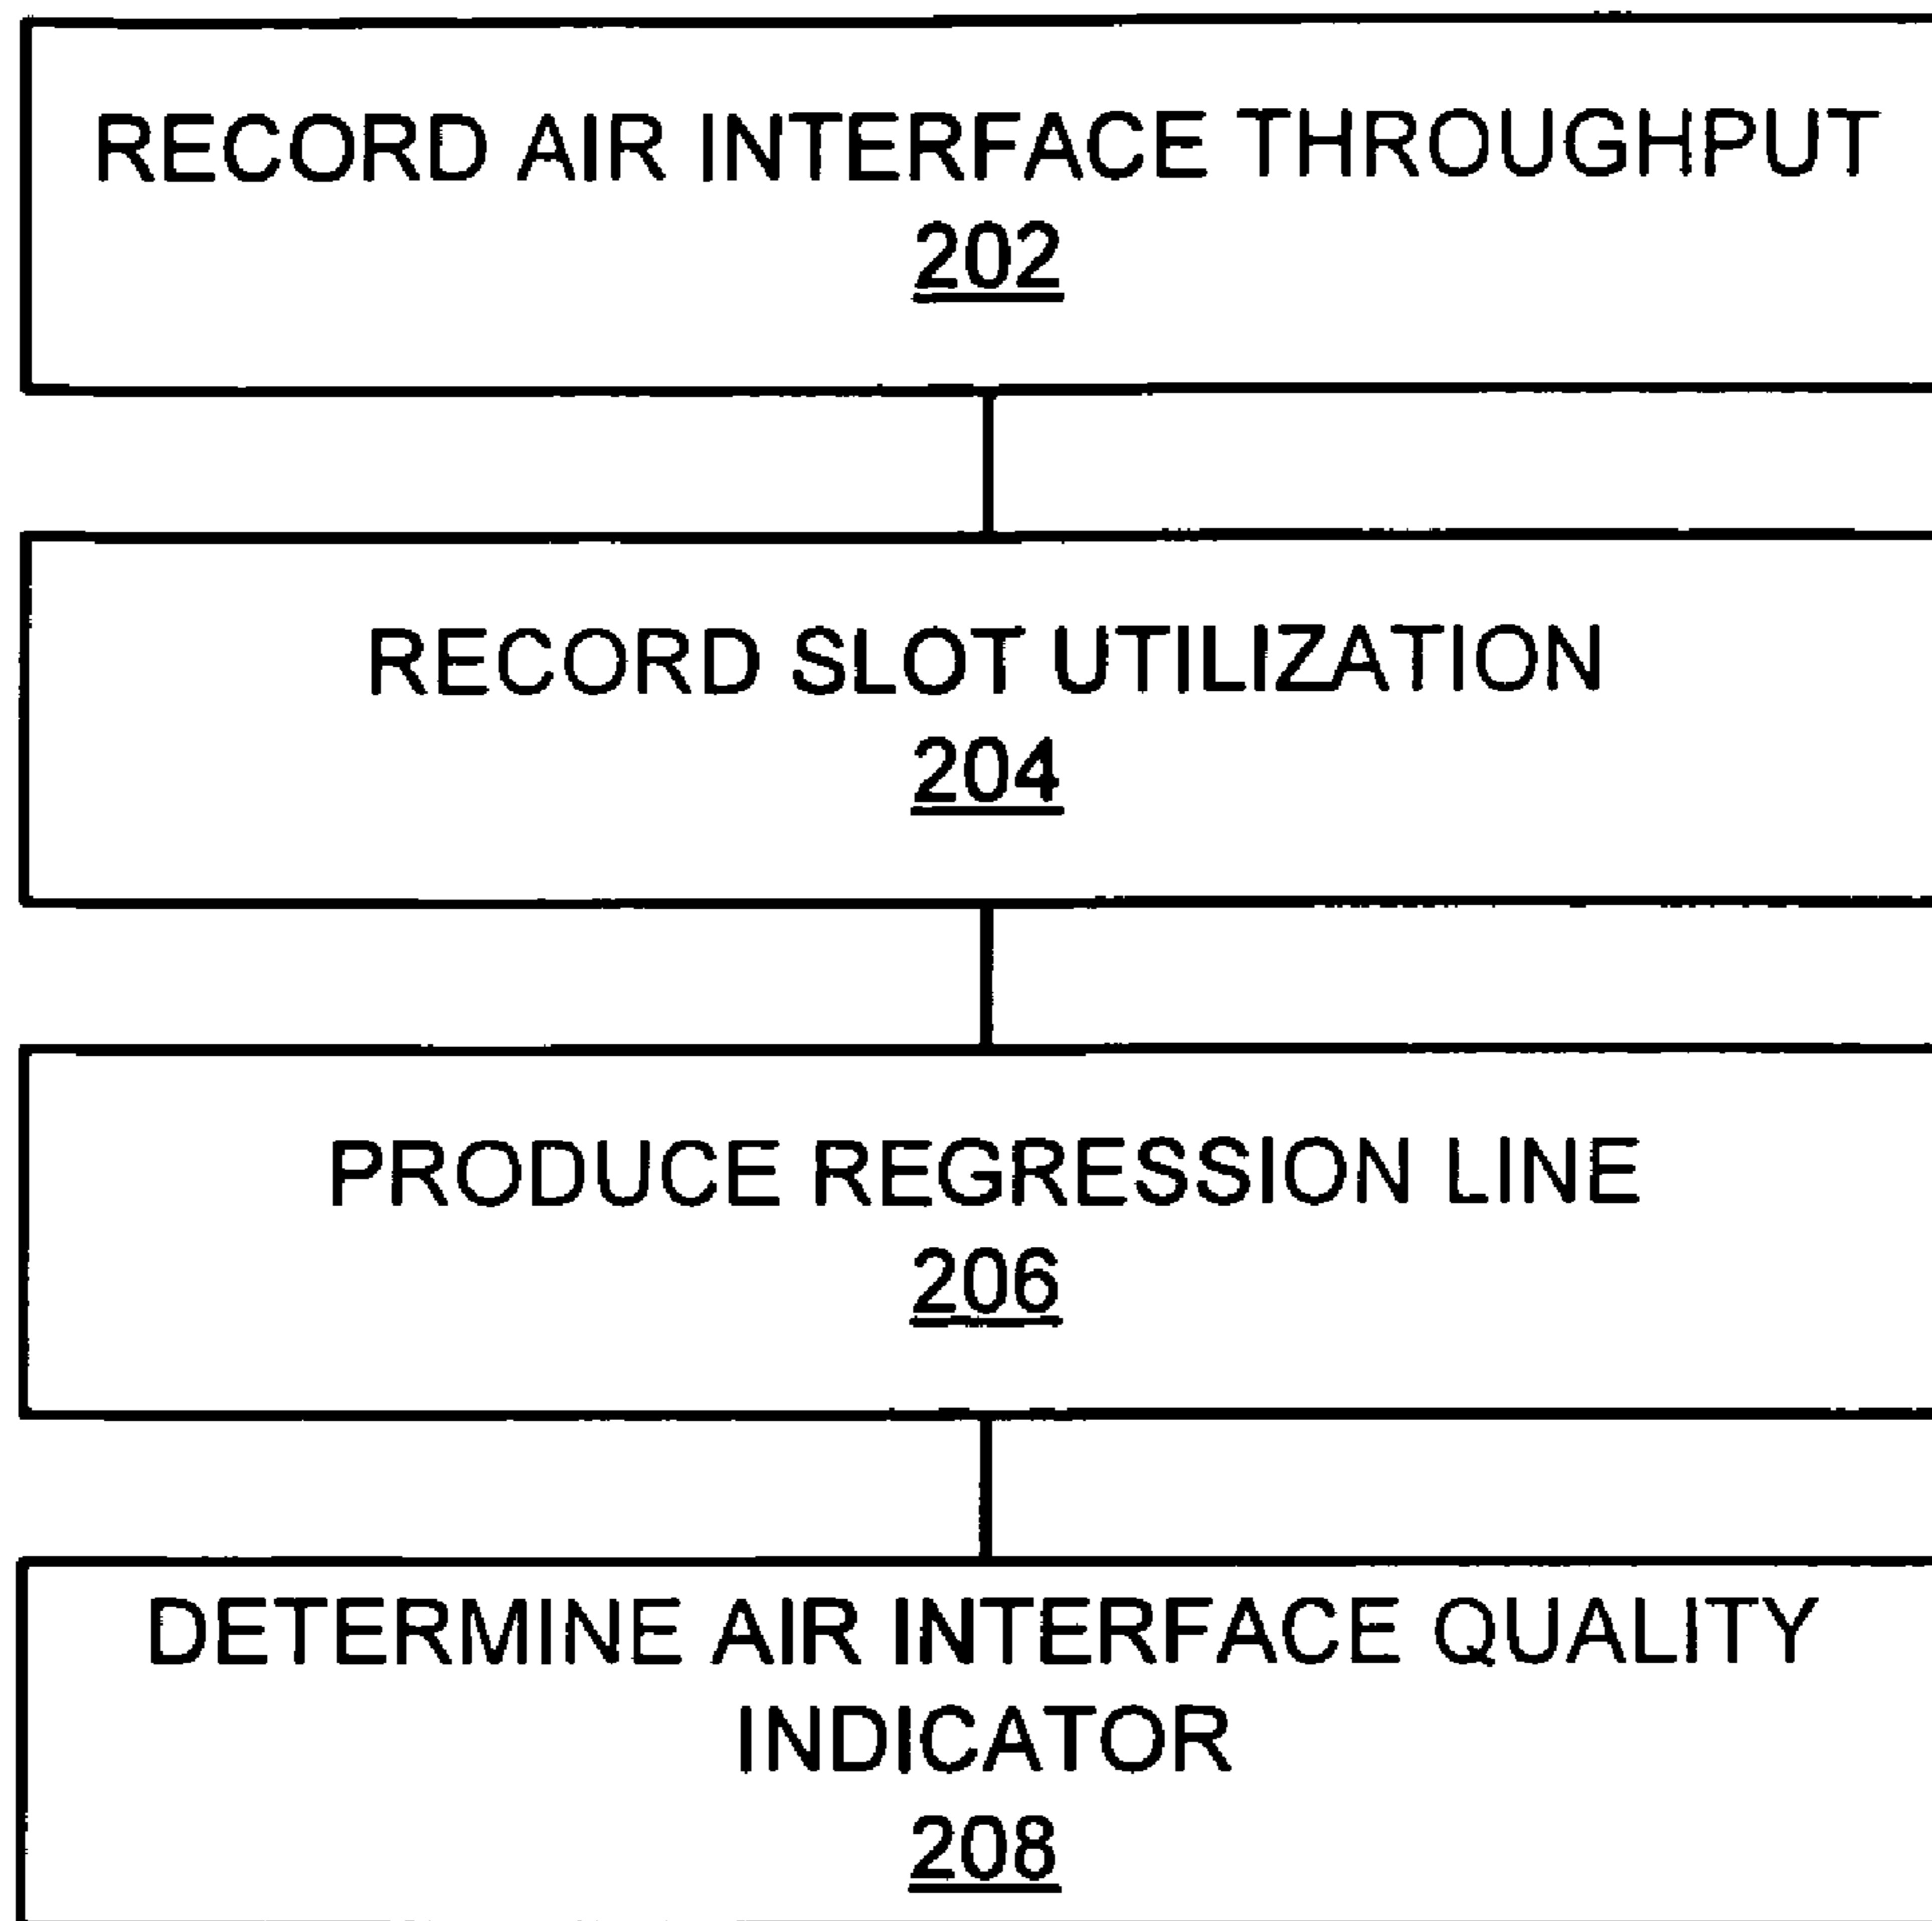 RECORD AIR INTERFACE THROUGHPUT
202
RECORD SLOT UTILIZATION
204
PRODUCE REGRESSION LINE
206
DETERMINE AIR INTERFACE QUALITY
INDICATOR
208